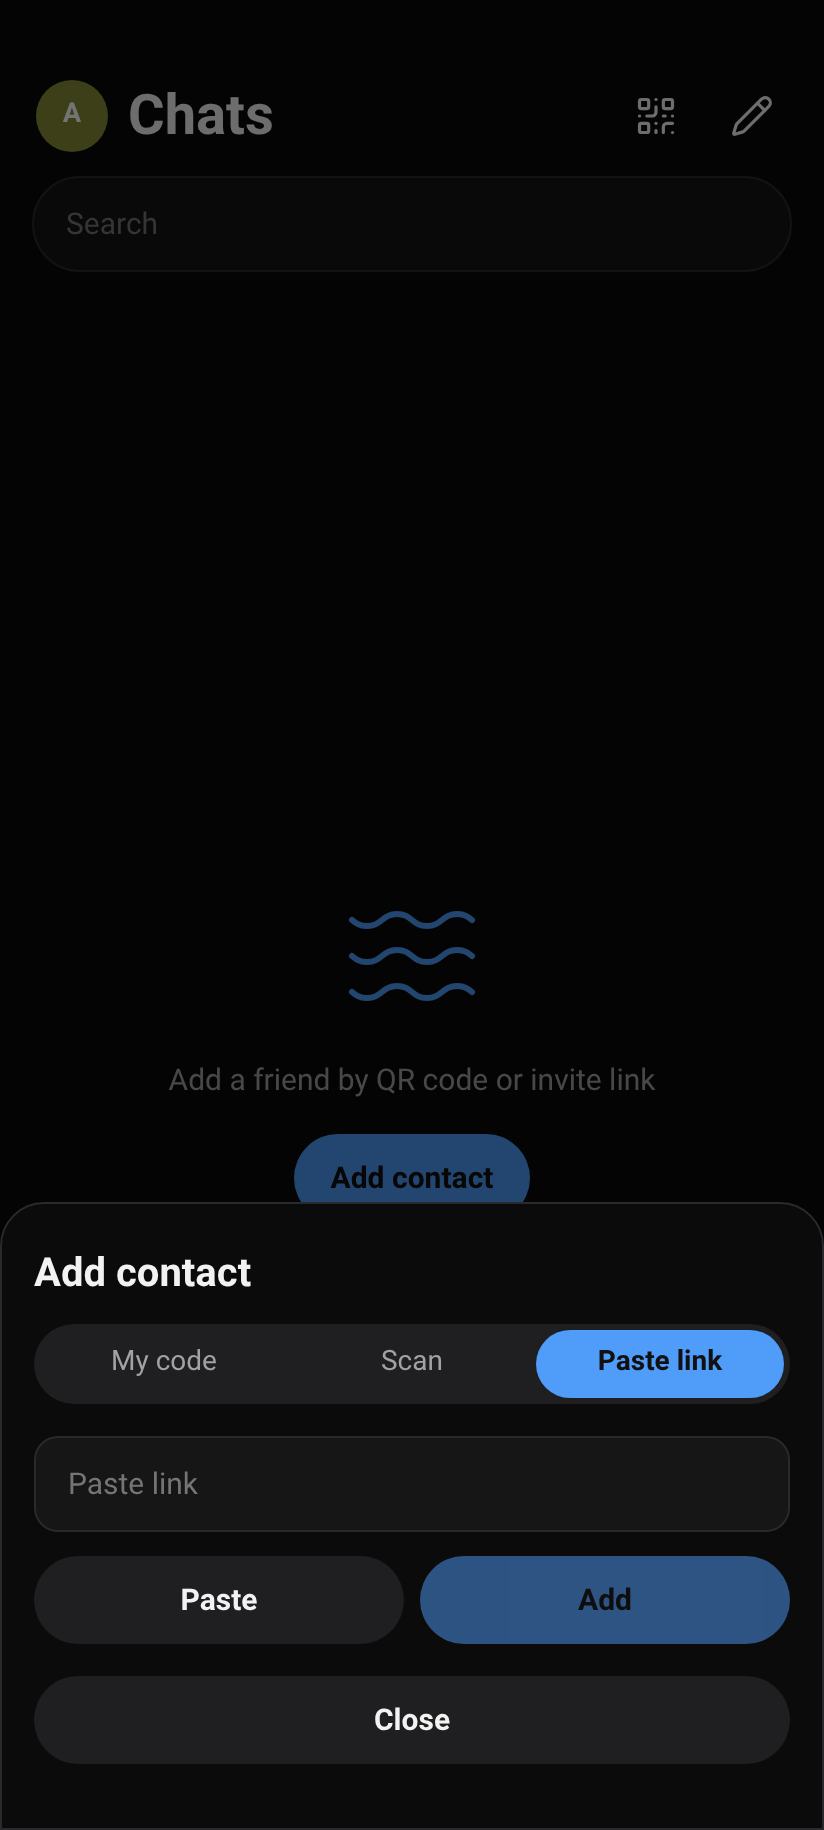 A
Chats
Search
Add a friend by QR code or invite link
Add contact
Add contact
My code
Scan
Paste link
Paste link
Paste
Add
Close